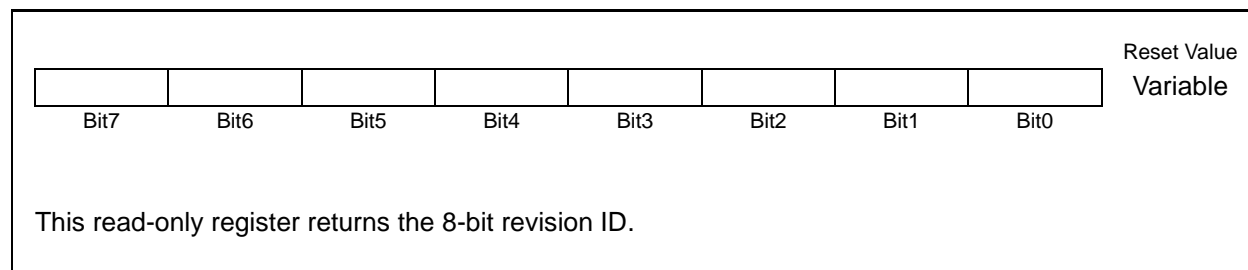 Reset Value
Variable
Bit7 Bit6 Bit5 Bit4 Bit3 Bit2 Bit1 Bit0
This read-only register returns the 8-bit revision ID.